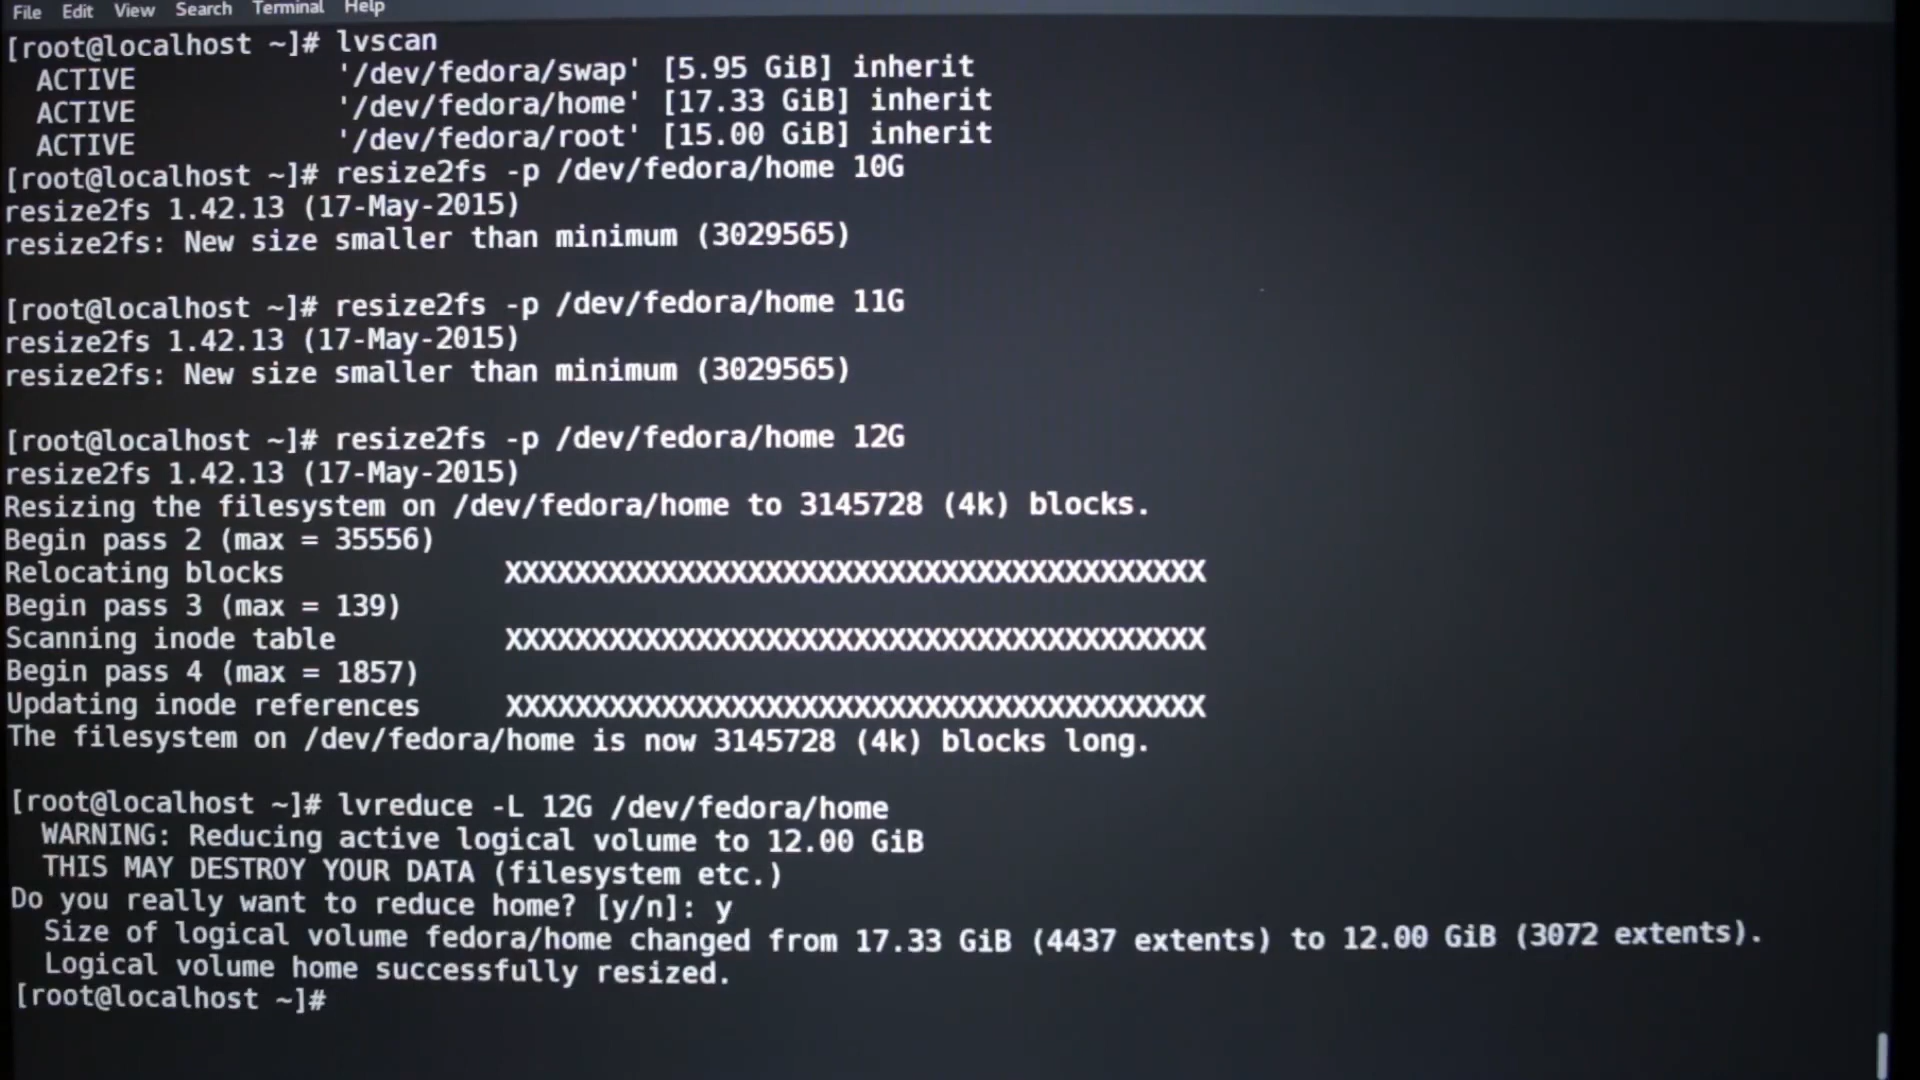 File Edit View Search Terminal Help
[root@localhost ~]# lvscan
ACTIVE '/dev/fedora/swap' [5.95 GiB] inherit
ACTIVE '/dev/fedora/home' [17.33 GiB] inherit
ACTIVE '/dev/fedora/root' [15.00 GiB] inherit
[root@localhost ~]# resize2fs -p /dev/fedora/home 10G
resize2fs 1.42.13 (17-May-2015)
resize2fs: New size smaller than minimum (3029565)
[root@localhost ~]# resize2fs -p /dev/fedora/home 11G
resize2fs 1.42.13 (17-May-2015)
resize2fs: New size smaller than minimum (3029565)
[root@localhost ~]# resize2fs -p /dev/fedora/home 12G
resize2fs 1.42.13 (17-May-2015)
Resizing the filesystem on /dev/fedora/home to 3145728 (4k) blocks.
Begin pass 2 (max = 35556)
Relocating blocks XXXXXXXXXXXXXXXXXXXXXXXXXXXXXXXXXXXXXXXX
Begin pass 3 (max = 139)
Scanning inode table XXXXXXXXXXXXXXXXXXXXXXXXXXXXXXXXXXXXXXXX
Begin pass 4 (max = 1857)
Updating inode references XXXXXXXXXXXXXXXXXXXXXXXXXXXXXXXXXXXXXXXX
The filesystem on /dev/fedora/home is now 3145728 (4k) blocks long.
[root@localhost ~]# lvreduce -L 12G /dev/fedora/home
WARNING: Reducing active logical volume to 12.00 GiB
THIS MAY DESTROY YOUR DATA (filesystem etc.)
Do you really want to reduce home? [y/n]: y
Size of logical volume fedora/home changed from 17.33 GiB (4437 extents) to 12.00 GiB (3072 extents).
Logical volume home successfully resized.
[root@localhost ~]#